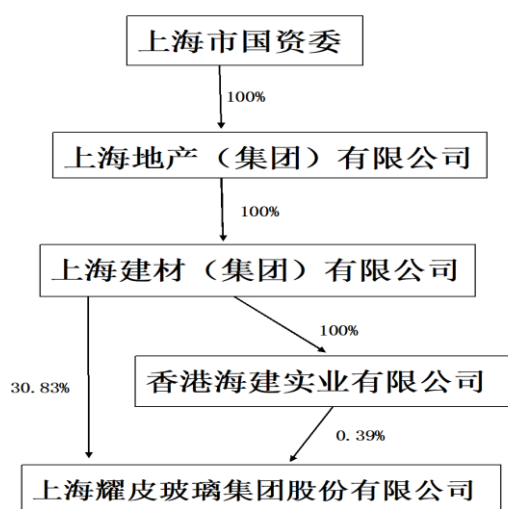 上海市国资委
100%
上海地产（集团）有限公司
100%
上海建材（集团）有限公司
100%
30.83%
香港海建实业有限公司
0.39%
上海耀皮玻璃集团股份有限公司